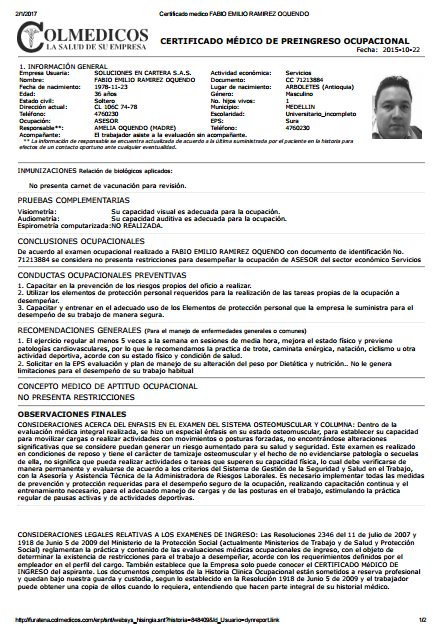 2/1/2017
Certificado medico FABIO EMILIO RAMIREZ OQUENDO
COLMEDICOS
LA SALUD DE SU EMPRESA
CERTIFICADO MÉDICO DE PREINGRESO OCUPACIONAL
Fecha: 2015-10-22
1. INFORMACIÓN GENERAL
Empresa Usuaria: SOLUCIONES EN CARTERA S.A.S. Actividad económica: Servicios
Nombre: FABIO EMILIO RAMIREZ OQUENDO Documento: CC 71213884
Fecha de nacimiento: 1978-11-23 Lugar de nacimiento: ARBOLETES (Antioquia)
Edad: 36 años Género: Masculino
Estado civil: Soltero No. hijos vivos: 1
Dirección actual: CL 106C 74-78 Municipio: MEDELLIN
Teléfono: 4760230 Escolaridad: Universitario_incompleto
Ocupación: ASESOR EPS: Sura
Responsable**: AMELIA OQUENDO (MADRE) Teléfono: 4760230
Acompañante: El trabajador asiste a la evaluación sin acompañante.
** La información de responsable se encuentra actualizada de acuerdo a la última suministrada por el paciente en la historia para
efectos de un contacto oportuno ante cualquier eventualidad.
INMUNIZACIONES Relación de biológicos aplicados:
No presenta carnet de vacunación para revisión.
PRUEBAS COMPLEMENTARIAS
Visiometría: Su capacidad visual es adecuada para la ocupación.
Audiometría: Su capacidad auditiva es adecuada para la ocupación.
Espirometría computarizada:NO REALIZADA.
CONCLUSIONES OCUPACIONALES
De acuerdo al examen ocupacional realizado a FABIO EMILIO RAMIREZ OQUENDO con documento de identificación No.
71213884 se considera no presenta restricciones para desempeñar la ocupación de ASESOR del sector económico Servicios
CONDUCTAS OCUPACIONALES PREVENTIVAS
1. Capacitar en la prevención de los riesgos propios del oficio a realizar.
2. Utilizar los elementos de protección personal requeridos para la realización de las tareas propias de la ocupación a
desempeñar.
3. Capacitar y entrenar en el adecuado uso de los Elementos de protección personal que la empresa le suministra para el
desempeño de su trabajo de manera segura.
RECOMENDACIONES GENERALES (Para el manejo de enfermedades generales o comunes)
1. El ejercicio regular al menos 5 veces a la semana en sesiones de media hora, mejora el estado físico y previene
patologías cardiovasculares, por lo que le recomendamos la practica de trote, caminata enérgica, natación, ciclismo u otra
actividad deportiva, acorde con su estado físico y condición de salud.
2. Solicitar en la EPS evaluación y plan de manejo de su alteración del peso por Dietética y nutrición.. No le genera
limitaciones para el desempeño de su trabajo habitual
CONCEPTO MEDICO DE APTITUD OCUPACIONAL
NO PRESENTA RESTRICCIONES
OBSERVACIONES FINALES
CONSIDERACIONES ACERCA DEL ENFASIS EN EL EXAMEN DEL SISTEMA OSTEOMUSCULAR Y COLUMNA: Dentro de la
evaluación médica integral realizada, se hizo un especial énfasis en su estado osteomuscular, para establecer su capacidad
para movilizar cargas o realizar actividades con movimientos o posturas forzadas, no encontrándose alteraciones
significativas que se considere puedan generar un riesgo aumentado para su salud y seguridad. Este examen es realizado
en condiciones de reposo y tiene el carácter de tamizaje osteomuscular y el hecho de no evidenciarse patología o secuelas
de ella, no significa que pueda realizar actividades o tareas que superen su capacidad física, lo cual debe verificarse de
manera permanente y evaluarse de acuerdo a los criterios del Sistema de Gestión de la Seguridad y Salud en el Trabajo,
con la Asesoría y Asistencia Técnica de la Administradora de Riesgos Laborales. Es necesario implementar todas las medidas
de prevención y protección requeridas para el desempeño seguro de la ocupación, realizando capacitación continua y el
entrenamiento necesario, para el adecuado manejo de cargas y de las posturas en el trabajo, estimulando la práctica
regular de pausas activas y de actividades deportivas.
CONSIDERACIONES LEGALES RELATIVAS A LOS EXAMENES DE INGRESO: Las Resoluciones 2346 del 11 de julio de 2007 y
1918 de Junio 5 de 2009 del Ministerio de la Protección Social (actualmente Ministerios de Trabajo y de Salud y Protección
Social) reglamentan la práctica y contenido de las evaluaciones médicas ocupacionales de ingreso, con el objeto de
determinar la existencia de restricciones para el trabajo a desempeñar, acorde con los requerimientos definidos por el
empleador en el perfil del cargo. También establece que la Empresa solo puede conocer el CERTIFICADO MÉDICO DE
INGRESO del aspirante. Los documentos completos de la Historia Clínica Ocupacional están sometidos a reserva profesional
y quedan bajo nuestra guarda y custodia, según lo establecido en la Resolución 1918 de Junio 5 de 2009 y el trabajador
puede obtener una copia de ellos cuando lo requiera, entendiendo que hacen parte integral de su historial médico.
http://furatena.colmedicos.com/erp/snt/websys_hisingia.snt?historia=848409&Id_Usuario=dynreport.link
1/2